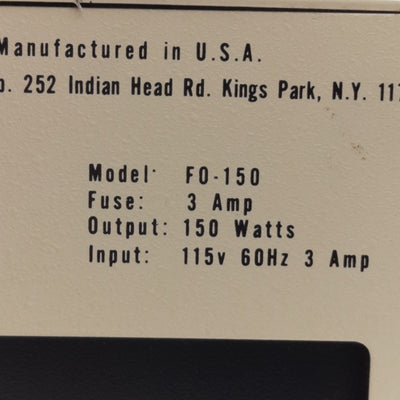 Manufactured in U.S.A.
252 Indian Head Rd. Kings Park, N.Y.
Model: FO-150
Fuse: 3 Amp
Output: 150 Watts
Input: 115v 60Hz 3 Amp